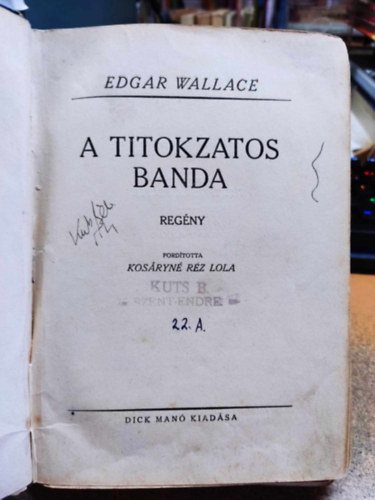 EDGAR WALLACE
A TITOKZATOS
BANDA
REGÉNY
FORDÍTOTTA
KOSÁRYNÉ RÉZ LOLA
KUTS B.
SZENTENDRE
22. A.
DICK MANÓ KIADÁSA